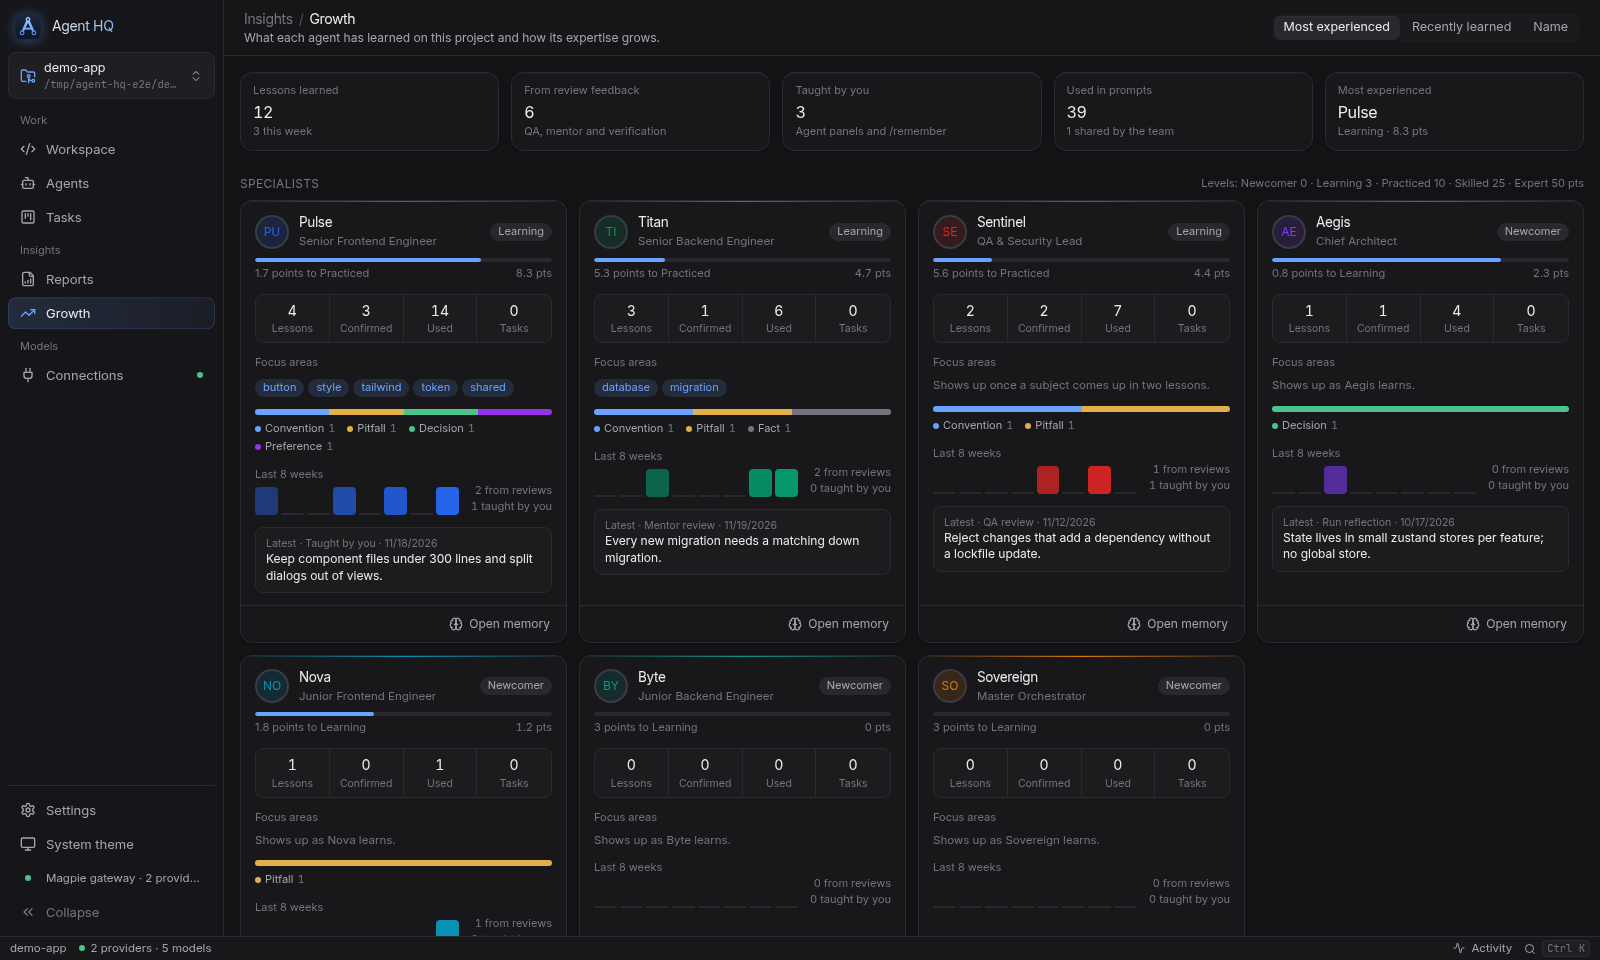 Agent HQ
demo-app
/tmp/agent-hq-e2e/de…
Work
Workspace
Agents
Tasks
Insights
Reports
Growth
Models
Connections
Settings
System theme
Magpie gateway · 2 provid...
Collapse
Insights / Growth
What each agent has learned on this project and how its expertise grows.
Most experienced
Recently learned
Name
Lessons learned
12
3 this week
From review feedback
6
QA, mentor and verification
Taught by you
3
Agent panels and /remember
Used in prompts
39
1 shared by the team
Most experienced
Pulse
Learning · 8.3 pts
SPECIALISTS
Levels: Newcomer 0 · Learning 3 · Practiced 10 · Skilled 25 · Expert 50 pts
PU
Pulse
Senior Frontend Engineer
Learning
1.7 points to Practiced
8.3 pts
4 Lessons
3 Confirmed
14 Used
0 Tasks
Focus areas
button style tailwind token shared
Convention 1 Pitfall 1 Decision 1
Preference 1
Last 8 weeks
2 from reviews
1 taught by you
Latest · Taught by you · 11/18/2026
Keep component files under 300 lines and split
dialogs out of views.
Open memory
TI
Titan
Senior Backend Engineer
Learning
5.3 points to Practiced
4.7 pts
3 Lessons
1 Confirmed
6 Used
0 Tasks
Focus areas
database migration
Convention 1 Pitfall 1 Fact 1
Last 8 weeks
2 from reviews
0 taught by you
Latest · Mentor review · 11/19/2026
Every new migration needs a matching down
migration.
Open memory
SE
Sentinel
QA & Security Lead
Learning
5.6 points to Practiced
4.4 pts
2 Lessons
2 Confirmed
7 Used
0 Tasks
Focus areas
Shows up once a subject comes up in two lessons.
Convention 1 Pitfall 1
Last 8 weeks
1 from reviews
1 taught by you
Latest · QA review · 11/12/2026
Reject changes that add a dependency without
a lockfile update.
Open memory
AE
Aegis
Chief Architect
Newcomer
0.8 points to Learning
2.3 pts
1 Lessons
1 Confirmed
4 Used
0 Tasks
Focus areas
Shows up as Aegis learns.
Decision 1
Last 8 weeks
0 from reviews
0 taught by you
Latest · Run reflection · 10/17/2026
State lives in small zustand stores per feature;
no global store.
Open memory
NO
Nova
Junior Frontend Engineer
Newcomer
1.8 points to Learning
1.2 pts
1 Lessons
0 Confirmed
1 Used
0 Tasks
Focus areas
Shows up as Nova learns.
Pitfall 1
Last 8 weeks
1 from reviews
BY
Byte
Junior Backend Engineer
Newcomer
3 points to Learning
0 pts
0 Lessons
0 Confirmed
0 Used
0 Tasks
Focus areas
Shows up as Byte learns.
Last 8 weeks
0 from reviews
0 taught by you
SO
Sovereign
Master Orchestrator
Newcomer
3 points to Learning
0 pts
0 Lessons
0 Confirmed
0 Used
0 Tasks
Focus areas
Shows up as Sovereign learns.
Last 8 weeks
0 from reviews
0 taught by you
demo-app
2 providers · 5 models
Activity
Ctrl K